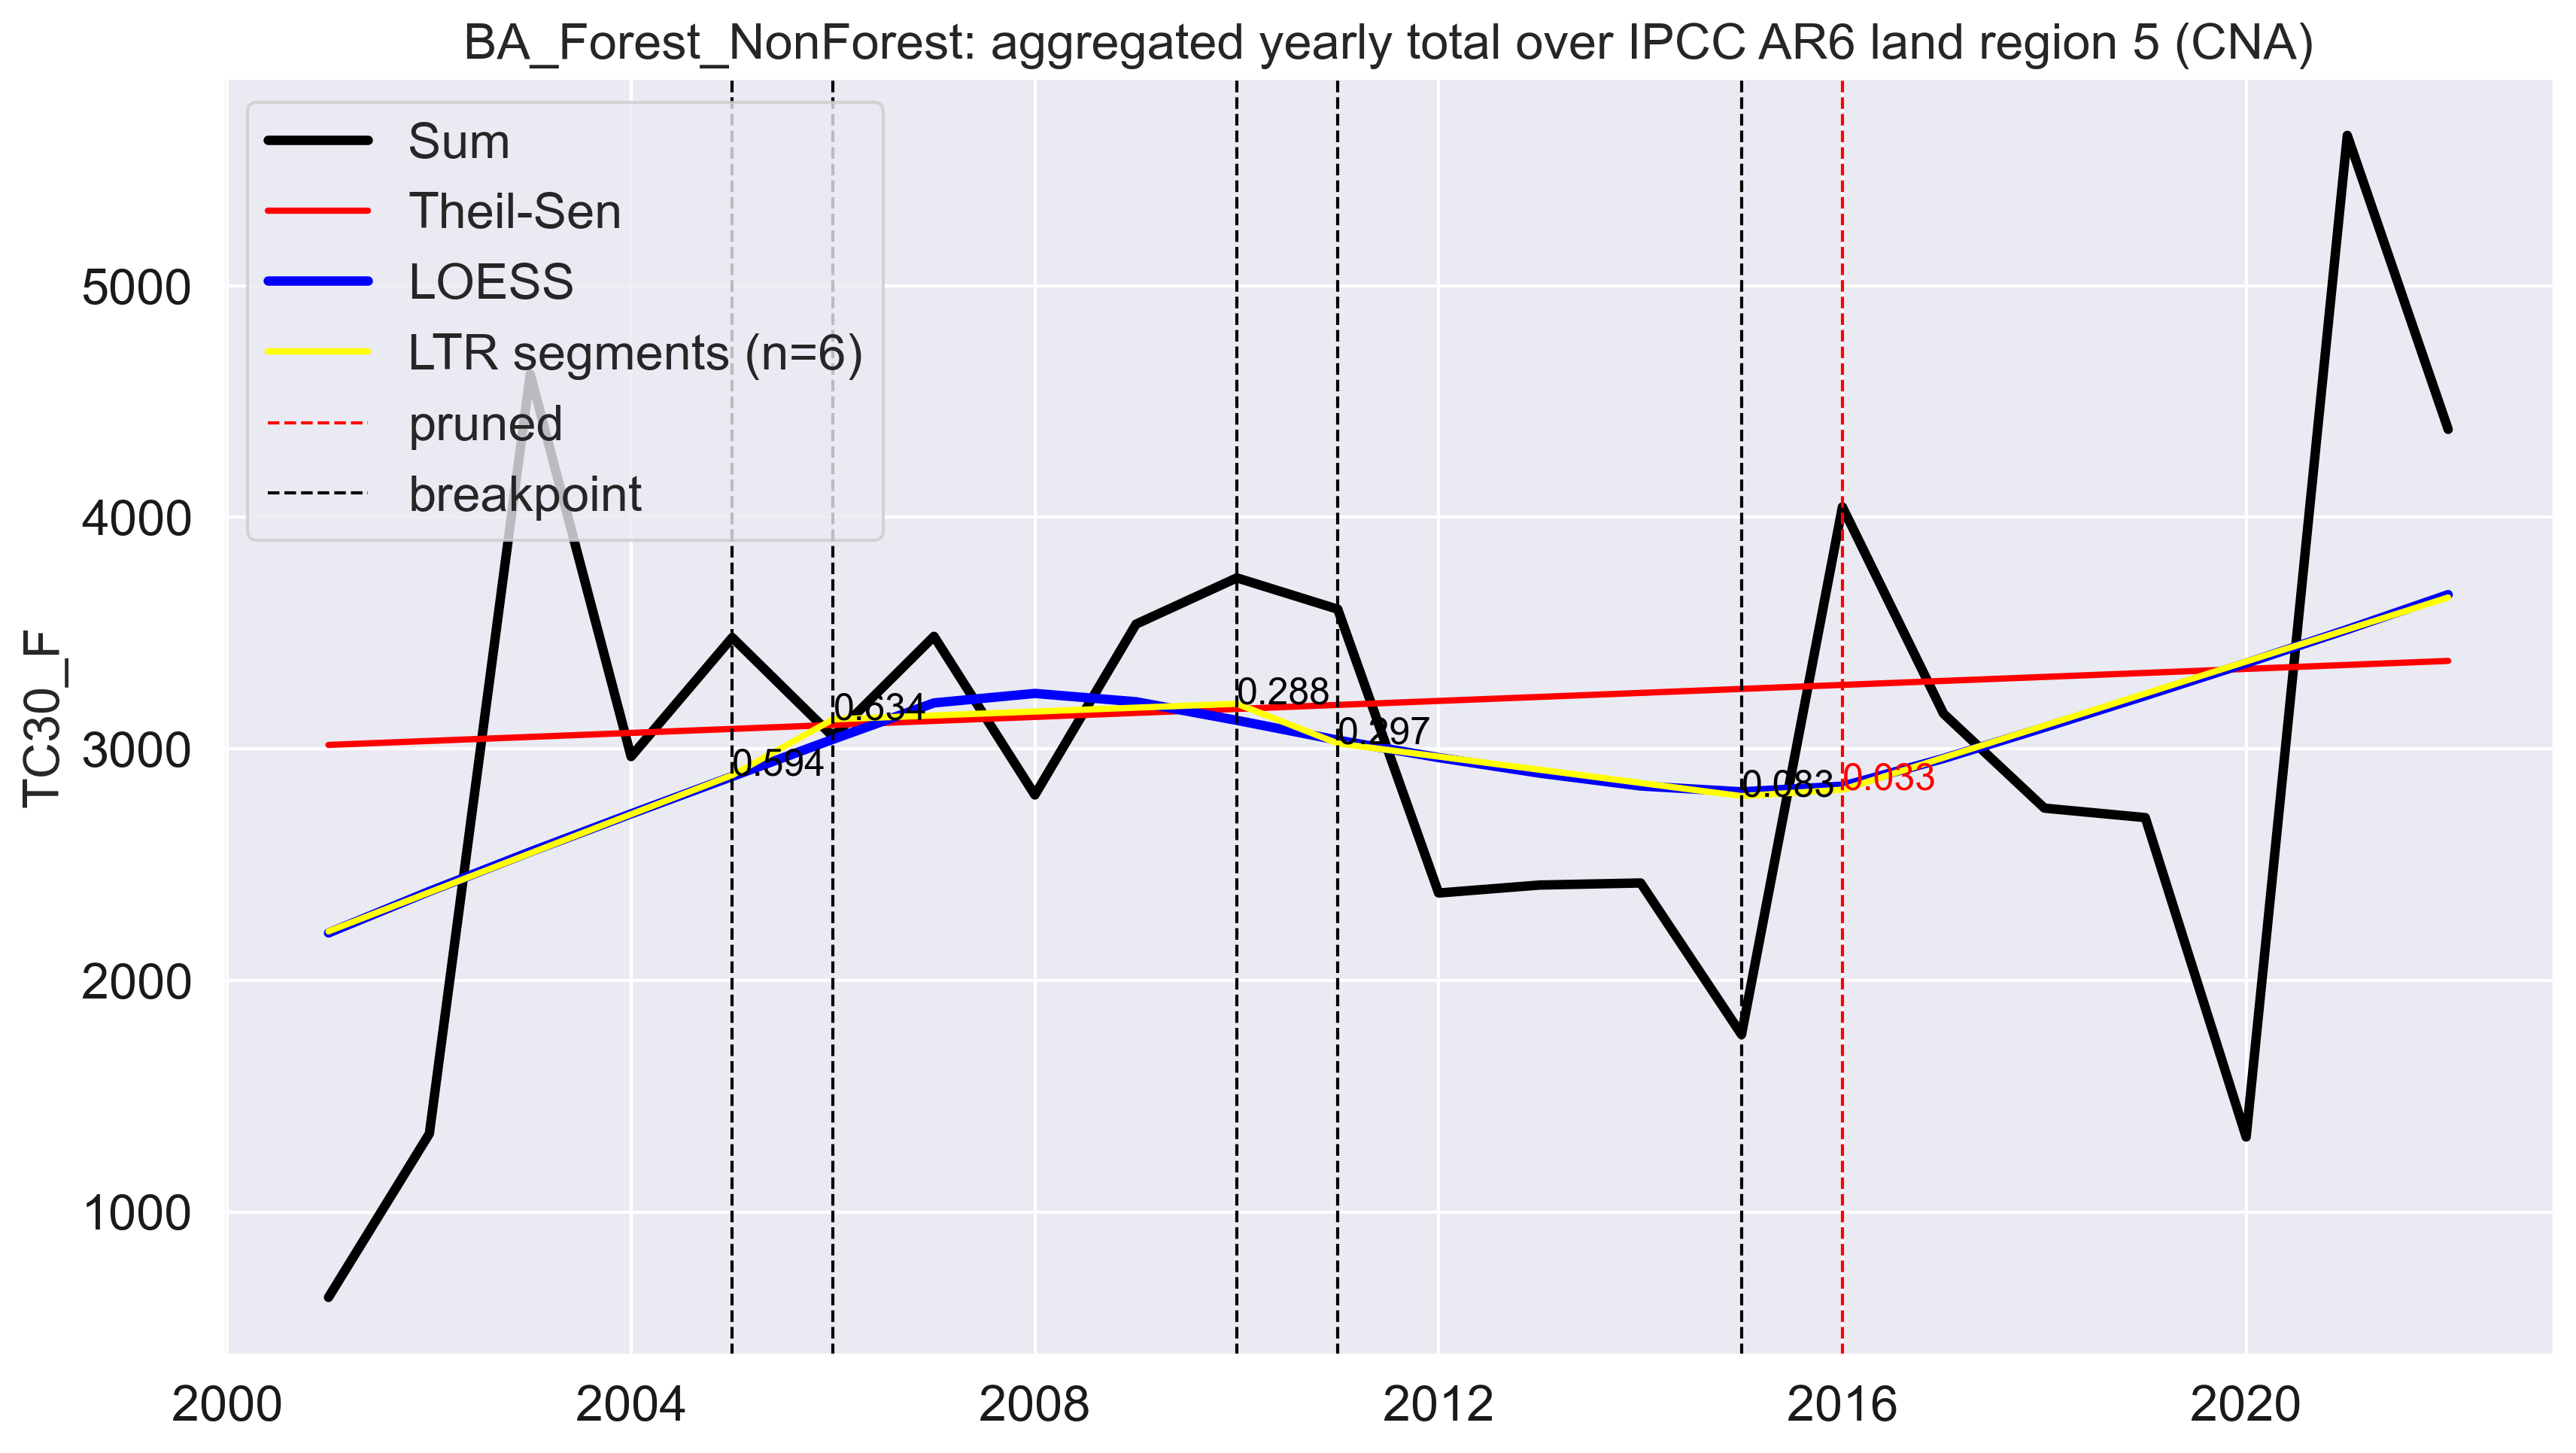 BA_Forest_NonForest: aggregated yearly total over IPCC AR6 land region 5 (CNA)
Sum
Theil-Sen
LOESS
LTR segments (n=6)
pruned
breakpoint
TC30_F
5000
4000
3000
2000
1000
0.594
0.634
0.288
0.297
0.083
0.033
2000
2004
2008
2012
2016
2020